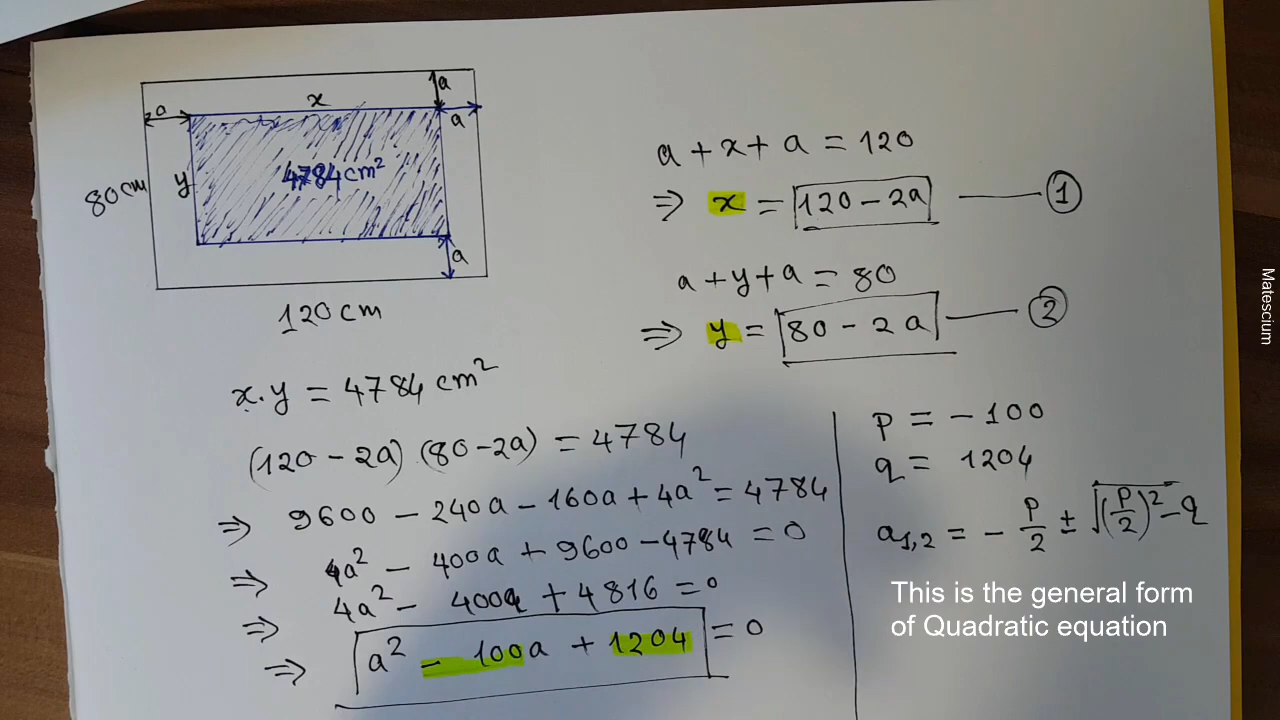 a
x
a
a
y
4784 cm²
80 cm
a
120 cm
a + x + a = 120
⇒ x = 120 - 2a ——— ①
a + y + a = 80
⇒ y = 80 - 2a ——— ②
x.y = 4784 cm²
(120 - 2a) (80 - 2a) = 4784
⇒ 9600 - 240a - 160a + 4a² = 4784
⇒ 4a² - 400a + 9600 - 4784 = 0
⇒ 4a² - 400a + 4816 = 0
⇒ a² - 100a + 1204 = 0
P = - 100
q = 1204
a1,2 = - P/2 ± √(P/2)² - q
This is the general form
of Quadratic equation
Matescium